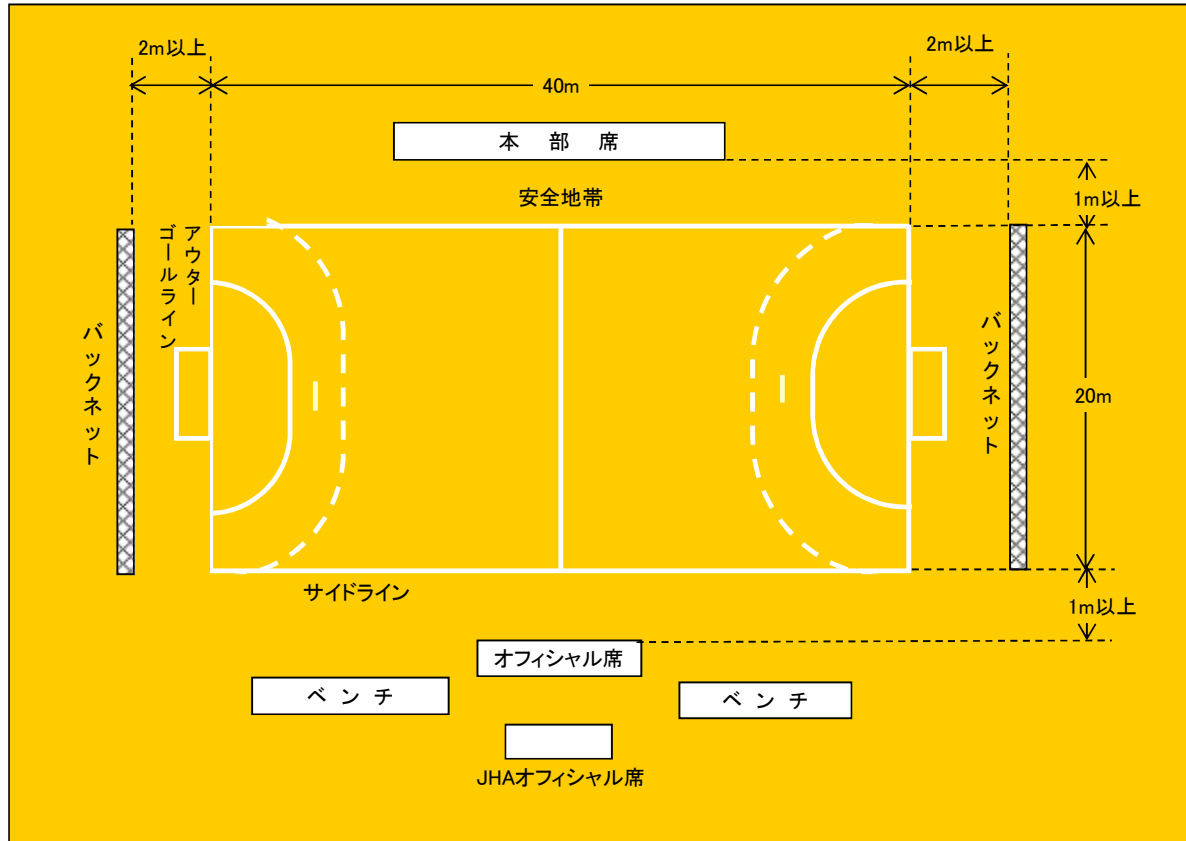 2m以上
2m以上
40m
本 部 席
1m以上
安全地帯
アウター
ゴールライン
バックネット
バックネット
20m
サイドライン
1m以上
オフィシャル席
ベ ン チ
ベ ン チ
JHAオフィシャル席